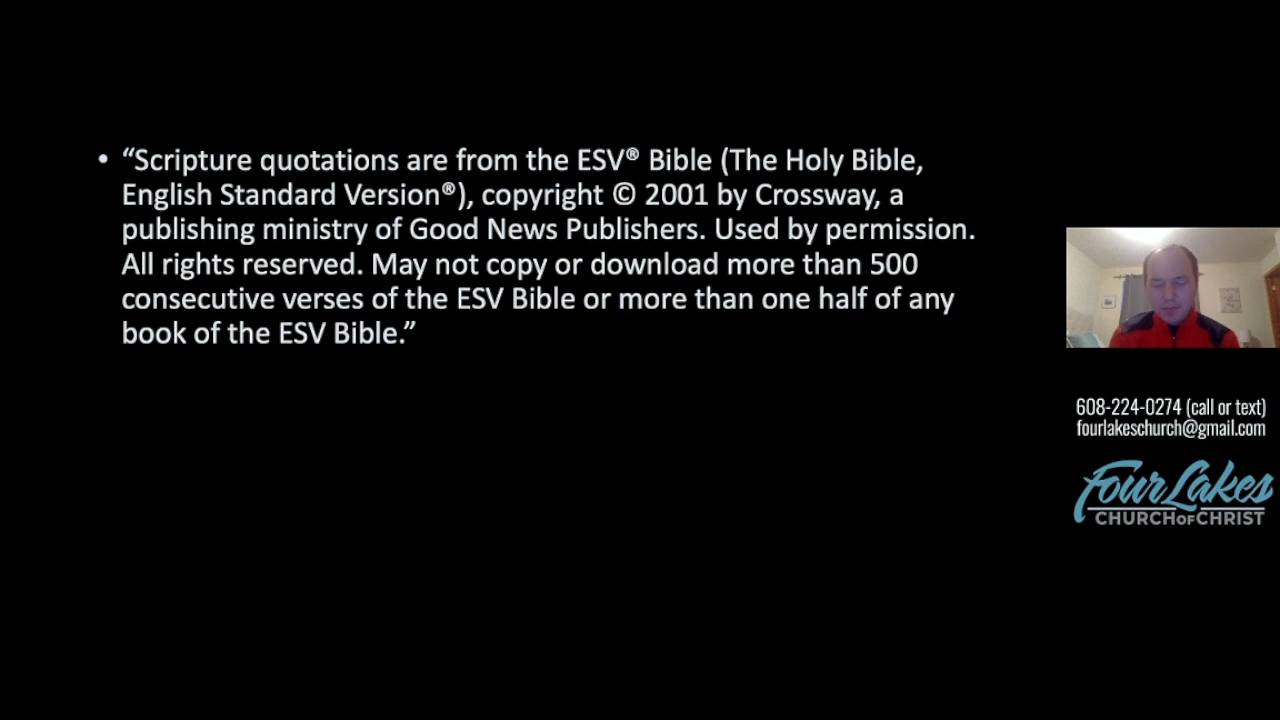 • “Scripture quotations are from the ESV® Bible (The Holy Bible,
English Standard Version®), copyright © 2001 by Crossway, a
publishing ministry of Good News Publishers. Used by permission.
All rights reserved. May not copy or download more than 500
consecutive verses of the ESV Bible or more than one half of any
book of the ESV Bible.”
608-224-0274 (call or text)
fourlakeschurch@gmail.com
Four Lakes
CHURCH OF CHRIST